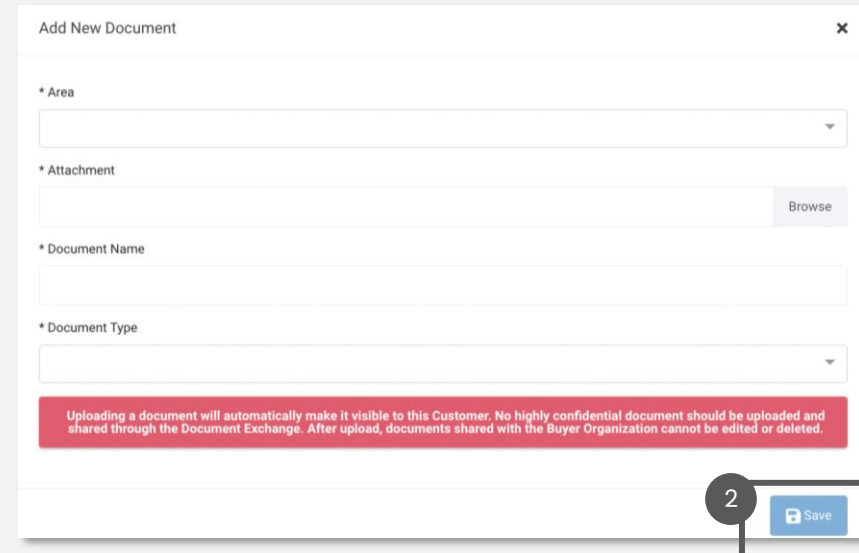 Add New Document
* Area
* Attachment
Browse
* Document Name
* Document Type
Uploading a document will automatically make it visible to this Customer. No highly confidential document should be uploaded and
shared through the Document Exchange. After upload, documents shared with the Buyer Organization cannot be edited or deleted.
2
Save